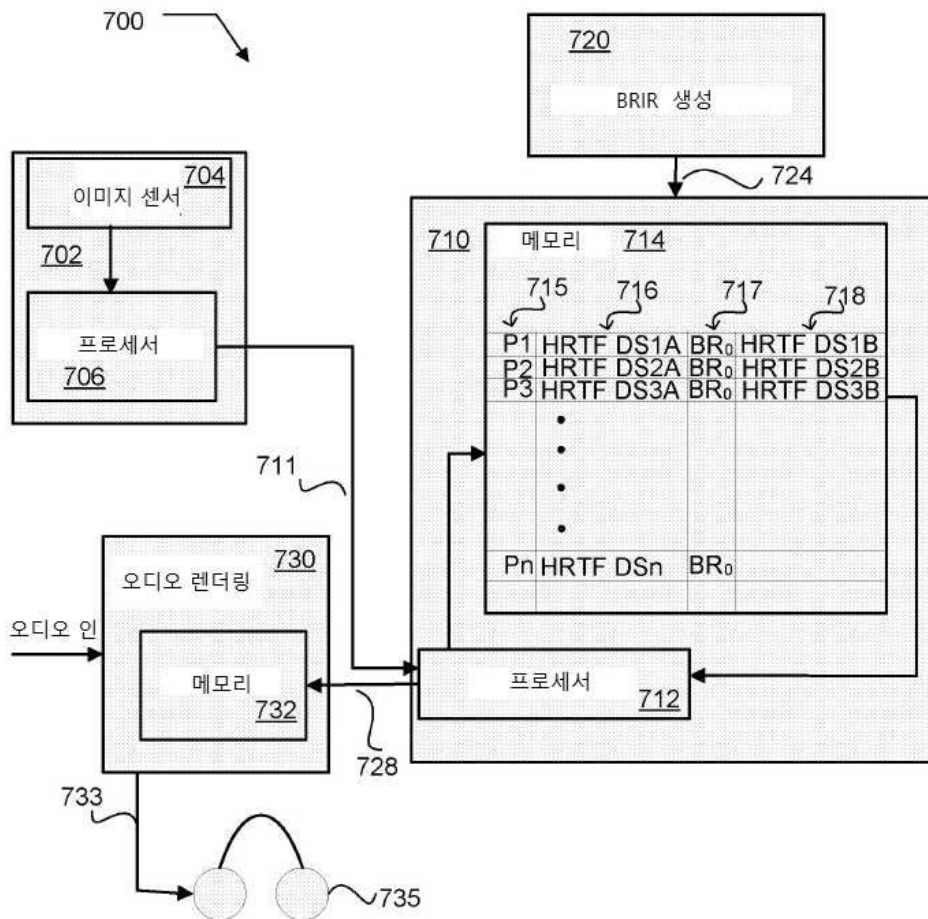 700
720
BRIR 생성
724
704
이미지 센서
702
프로세서
706
710
메모리 714
715 716 717 718
P1 HRTF DS1A BR₀ HRTF DS1B
P2 HRTF DS2A BR₀ HRTF DS2B
P3 HRTF DS3A BR₀ HRTF DS3B
Pn HRTF DSn BR₀
711
730
오디오 렌더링
오디오 인
메모리
732
프로세서
712
728
733
735